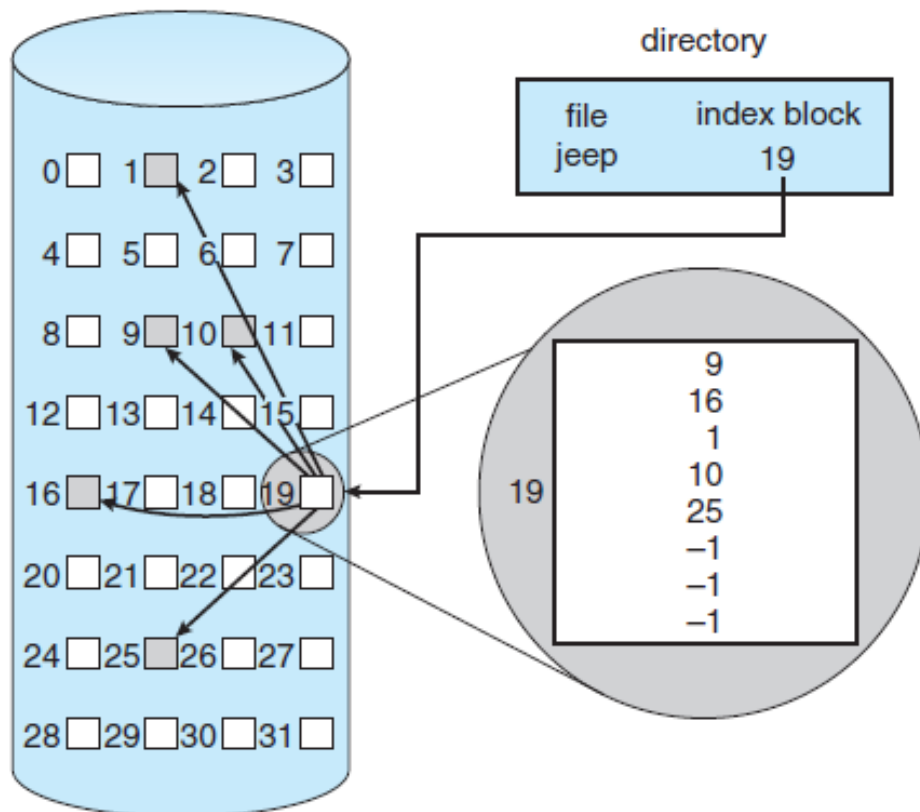 directory
file index block
jeep 19
0 1 2 3
4 5 6 7
8 9 10 11
12 13 14 15
16 17 18 19
20 21 22 23
24 25 26 27
28 29 30 31
19
9
16
1
10
25
–1
–1
–1